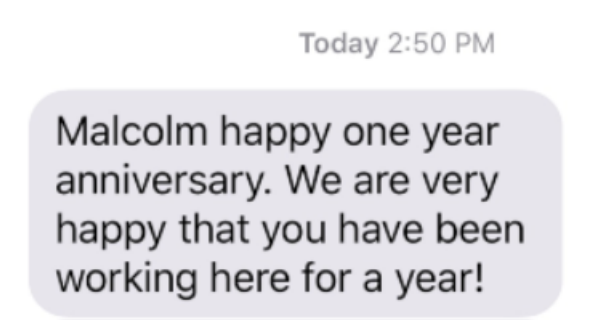 Today 2:50 PM
Malcolm happy one year
anniversary. We are very
happy that you have been
working here for a year!